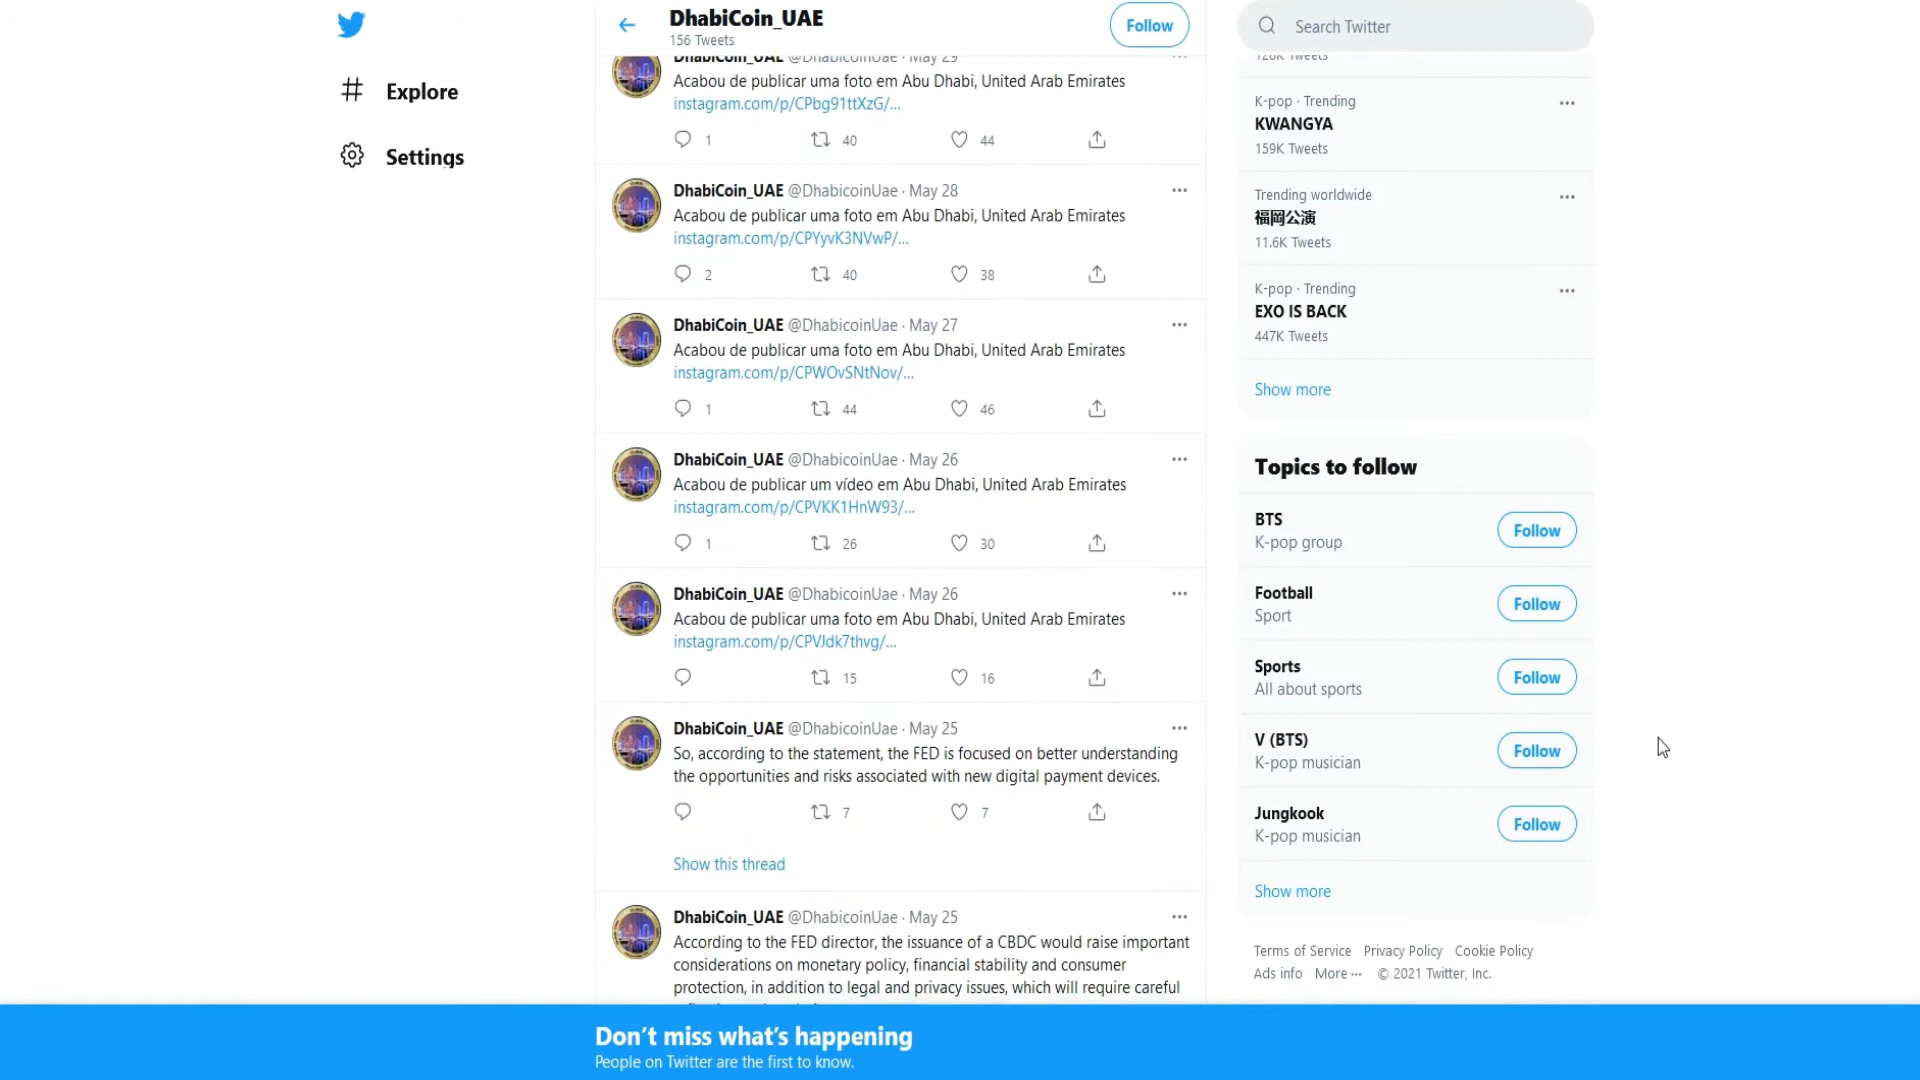 Explore
Settings
DhabiCoin_UAE
156 Tweets
Follow
DhabiCoin_UAE @DhabicoinUae · May 29
Acabou de publicar uma foto em Abu Dhabi, United Arab Emirates
instagram.com/p/CPbg91ttXzG/...
1 40 44
DhabiCoin_UAE @DhabicoinUae · May 28
Acabou de publicar uma foto em Abu Dhabi, United Arab Emirates
instagram.com/p/CPYyvK3NVwP/...
2 40 38
DhabiCoin_UAE @DhabicoinUae · May 27
Acabou de publicar uma foto em Abu Dhabi, United Arab Emirates
instagram.com/p/CPWOvSNtNov/...
1 44 46
DhabiCoin_UAE @DhabicoinUae · May 26
Acabou de publicar um vídeo em Abu Dhabi, United Arab Emirates
instagram.com/p/CPVKK1HnW93/...
1 26 30
DhabiCoin_UAE @DhabicoinUae · May 26
Acabou de publicar uma foto em Abu Dhabi, United Arab Emirates
instagram.com/p/CPVJdk7thvg/...
15 16
DhabiCoin_UAE @DhabicoinUae · May 25
So, according to the statement, the FED is focused on better understanding
the opportunities and risks associated with new digital payment devices.
7 7
Show this thread
DhabiCoin_UAE @DhabicoinUae · May 25
According to the FED director, the issuance of a CBDC would raise important
considerations on monetary policy, financial stability and consumer
protection, in addition to legal and privacy issues, which will require careful
Search Twitter
128K Tweets
K-pop · Trending
KWANGYA
159K Tweets
Trending worldwide
福岡公演
11.6K Tweets
K-pop · Trending
EXO IS BACK
447K Tweets
Show more
Topics to follow
BTS
K-pop group
Follow
Football
Sport
Follow
Sports
All about sports
Follow
V (BTS)
K-pop musician
Follow
Jungkook
K-pop musician
Follow
Show more
Terms of Service Privacy Policy Cookie Policy
Ads info More ··· © 2021 Twitter, Inc.
Don't miss what's happening
People on Twitter are the first to know.